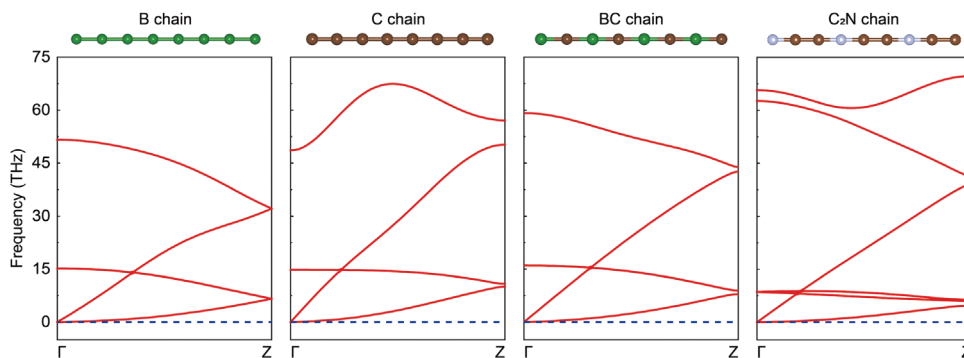 B chain
C chain
BC chain
C₂N chain
Frequency (THz)
75
60
45
30
15
0
Γ Z
Γ Z
Γ Z
Γ Z